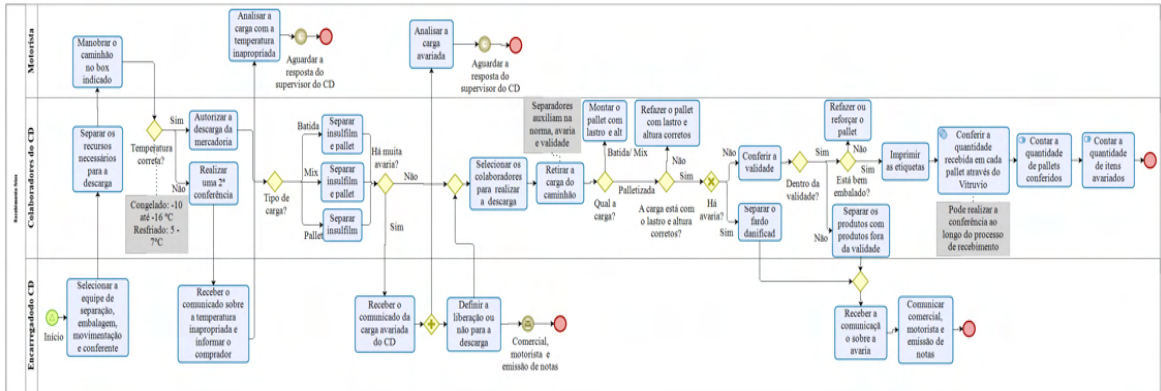 Motorista
Manobrar o
caminhão
no box
indicado
Analisar a
carga com a
temperatura
inapropriada
Aguardar a
resposta do
supervisor do CD
Analisar a
carga
avariada
Aguardar a
resposta do
supervisor do CD
Colaboradores do CD
Separar os
recursos
necessários
para a
descarga
Temperatura
correta?
Sim
Não
Autorizar a
descarga da
mercadoria
Realizar
uma 2ª
conferência
Congelado: -10
até -16 ºC
Resfriado: 5 -
7ºC
Tipo de
carga?
Batida
Mix
Pallet
Separar
insulfilm
e pallet
Separar
insulfilm
e pallet
Separar
insulfilm
Há muita
avaria?
Não
Sim
Selecionar os
colaboradores
para realizar
a descarga
Separadores
auxiliam na
norma, avaria
e validade
Retirar a
carga do
caminhão
Montar o
pallet com
lastro e alt
Batida/ Mix
Palletizada
Qual a
carga?
Refazer o pallet
com lastro e
altura corretos
Não
Sim
A carga está com
o lastro e altura
corretos?
Há
avaria?
Não
Sim
Conferir a
validade
Separar o
fardo
danificad
Dentro da
validade?
Sim
Não
Refazer ou
reforçar o
pallet
Não
Sim
Está bem
embalado?
Separar os
produtos com
produtos fora
da validade
Imprimir
as etiquetas
Conferir a
quantidade
recebida em cada
pallet através do
Vitruvio
Pode realizar a
conferência ao
longo do processo
de recebimento
Contar a
quantidade
de pallets
conferidos
Contar a
quantidade
de itens
avariados
Encarregadodo CD
Início
Selecionar a
equipe de
separação,
embalagem,
movimentação
e conferente
Receber o
comunicado sobre
a temperatura
inapropriada e
informar o
comprador
Receber o
comunicado da
carga avariada
do CD
Definir a
liberação ou
não para a
descarga
Comercial,
motorista e
emissão de notas
Receber a
comunicaçã
o sobre a
avaria
Comunicar
comercial,
motorista e
emissão de
notas